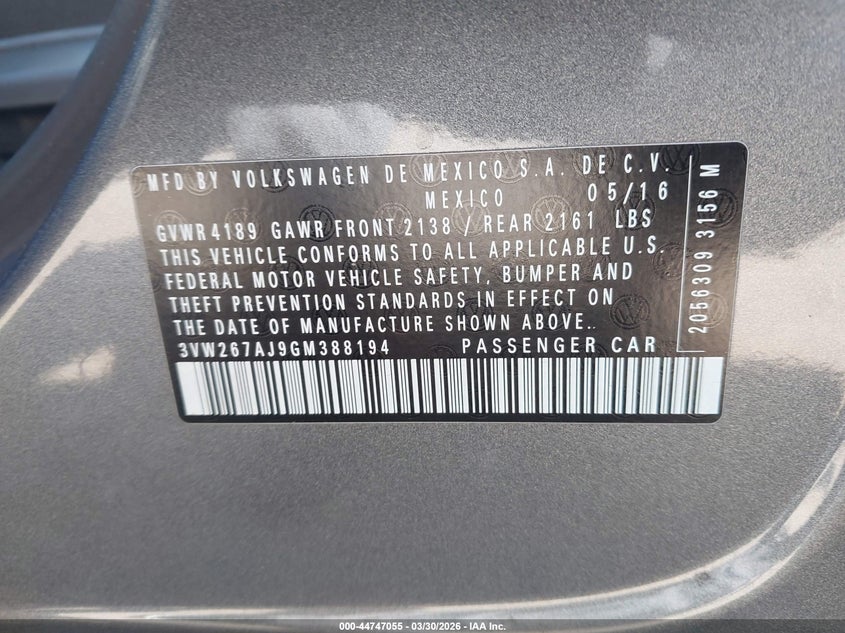 MFD BY VOLKSWAGEN DE MEXICO S.A. DE C.V.
MEXICO 05/16
GVWR 4189 GAWR FRONT 2138 / REAR 2161 LBS
THIS VEHICLE CONFORMS TO ALL APPLICABLE U.S.
FEDERAL MOTOR VEHICLE SAFETY, BUMPER AND
THEFT PREVENTION STANDARDS IN EFFECT ON
THE DATE OF MANUFACTURE SHOWN ABOVE..
3VW267AJ9GM388194 PASSENGER CAR
2056309 3156 M
000-44747055 — 03/30/2026 — IAA Inc.